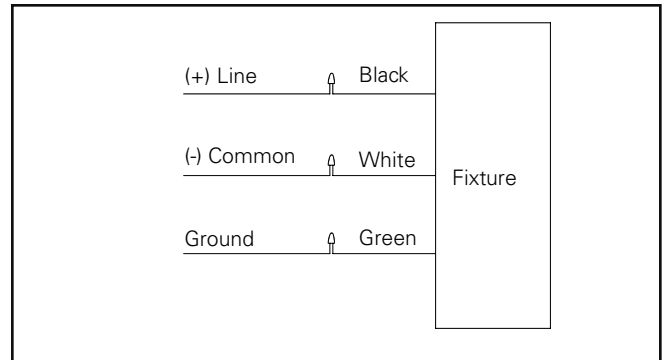 (+) Line Black
(-) Common White
Fixture
Ground Green